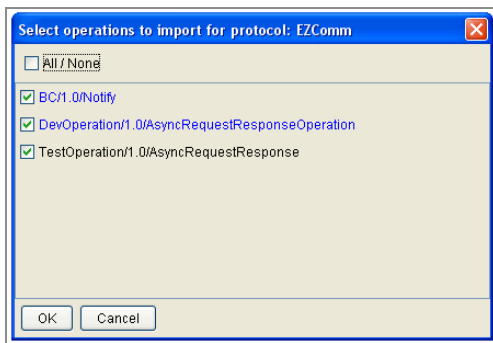 Select operations to import for protocol: EZComm
All / None
BC/1.0/Notify
DevOperation/1.0/AsyncRequestResponseOperation
TestOperation/1.0/AsyncRequestResponse
OK Cancel